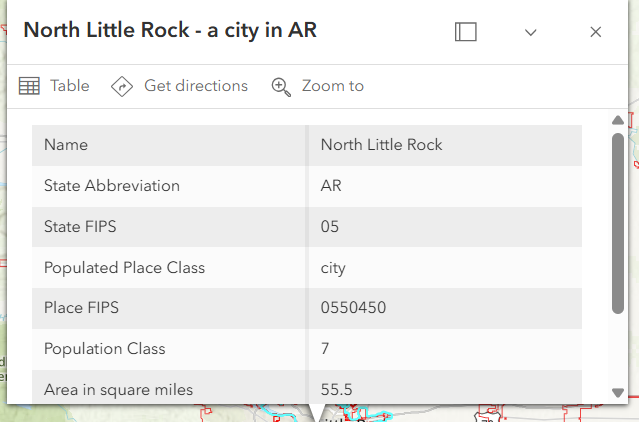 North Little Rock - a city in AR
Table Get directions Zoom to
Name North Little Rock
State Abbreviation AR
State FIPS 05
Populated Place Class city
Place FIPS 0550450
Population Class 7
Area in square miles 55.5